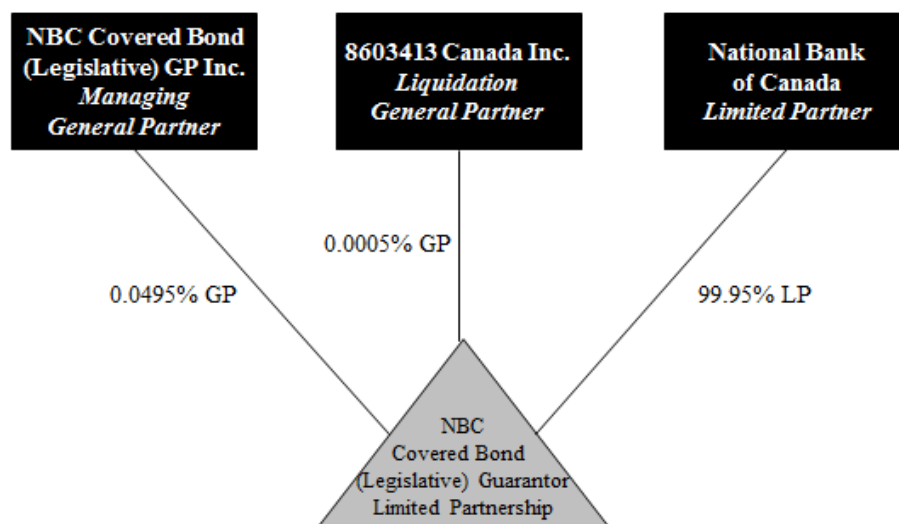 NBC Covered Bond
(Legislative) GP Inc.
Managing
General Partner
8603413 Canada Inc.
Liquidation
General Partner
National Bank
of Canada
Limited Partner
0.0005% GP
0.0495% GP
99.95% LP
NBC
Covered Bond
(Legislative) Guarantor
Limited Partnership